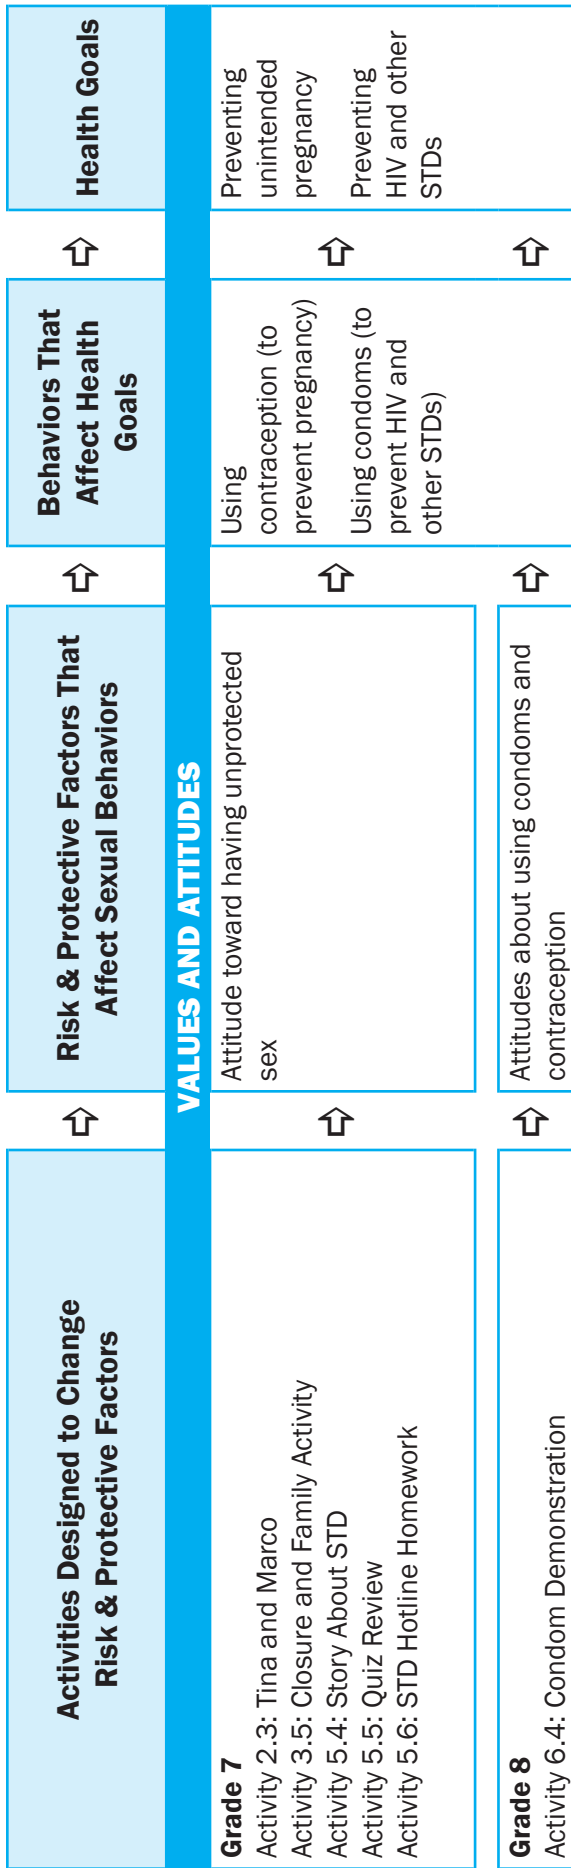 Activities Designed to Change
Risk & Protective Factors
Risk & Protective Factors That
Affect Sexual Behaviors
Behaviors That
Affect Health
Goals
Health Goals
VALUES AND ATTITUDES
Grade 7
Activity 2.3: Tina and Marco
Activity 3.5: Closure and Family Activity
Activity 5.4: Story About STD
Activity 5.5: Quiz Review
Activity 5.6: STD Hotline Homework
Attitude toward having unprotected
sex
Using
contraception (to
prevent pregnancy)
Using condoms (to
prevent HIV and
other STDs)
Preventing
unintended
pregnancy
Preventing
HIV and other
STDs
Grade 8
Activity 6.4: Condom Demonstration
Attitudes about using condoms and
contraception